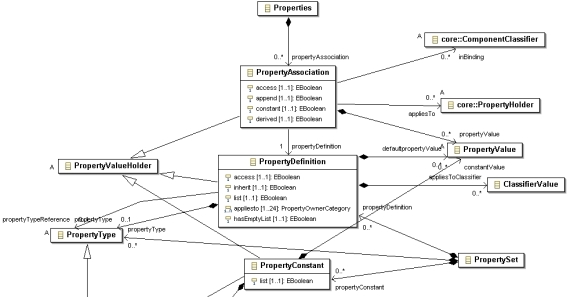 Properties
0..*
propertyAssociation
A
core::ComponentClassifier
0..*
inBinding
PropertyAssociation
access [1..1]: EBoolean
append [1..1]: EBoolean
constant [1..1]: EBoolean
derived [1..1]: EBoolean
0..*
A
core::PropertyHolder
appliesTo
0..*
propertyValue
1
propertyDefinition
defaultpropertyValue
A
PropertyValue
constantValue
A
PropertyValueHolder
PropertyDefinition
access [1..1]: EBoolean
inherit [1..1]: EBoolean
list [1..1]: EBoolean
appliesto [1..24]: PropertyOwnerCategory
hasEmptyList [1..1]: EBoolean
appliesToClassifier
0..*
ClassifierValue
propertyDefinition
0..*
propertyTypeReference
propertyType
0..1
propertyType
A
PropertyType
0..*
PropertyConstant
list [1..1]: EBoolean
0..*
propertyConstant
PropertySet